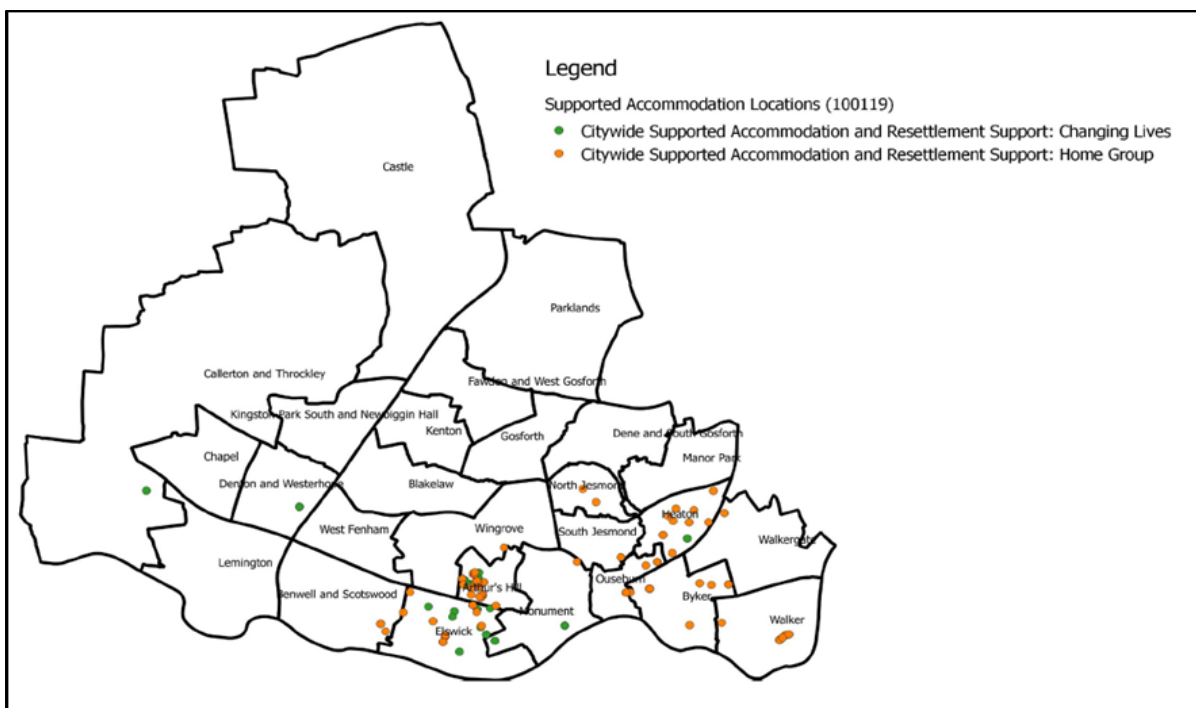 Legend
Supported Accommodation Locations (100119)
Citywide Supported Accommodation and Resettlement Support: Changing Lives
Citywide Supported Accommodation and Resettlement Support: Home Group
Castle
Parklands
Callerton and Throckley
Fawdon and West Gosforth
Kingston Park South and Newbiggin Hall
Kenton
Gosforth
Dene and South Gosforth
Chapel
Manor Park
Denton and Westerhope
Blakelaw
North Jesmond
Heaton
West Fenham
Wingrove
South Jesmond
Walkergate
Lemington
Arthur's Hill
Ouseburn
Benwell and Scotswood
Monument
Byker
Elswick
Walker